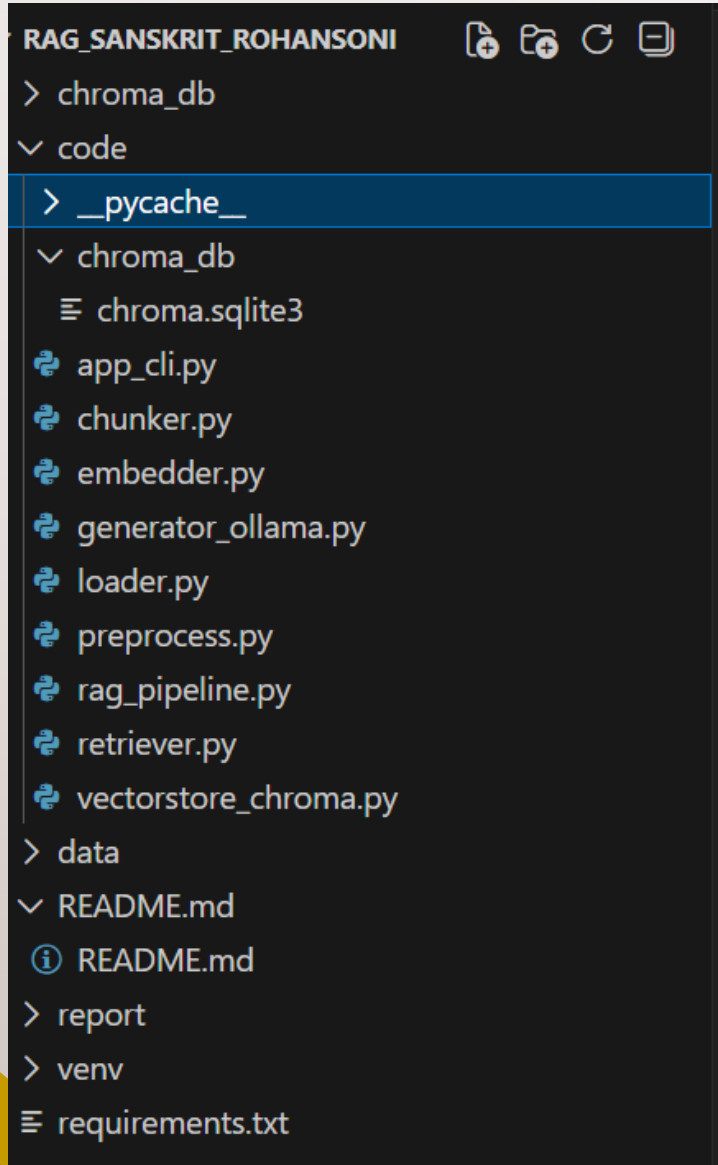 RAG_SANSKRIT_ROHANSONI
chroma_db
code
__pycache__
chroma_db
chroma.sqlite3
app_cli.py
chunker.py
embedder.py
generator_ollama.py
loader.py
preprocess.py
rag_pipeline.py
retriever.py
vectorstore_chroma.py
data
README.md
README.md
report
venv
requirements.txt